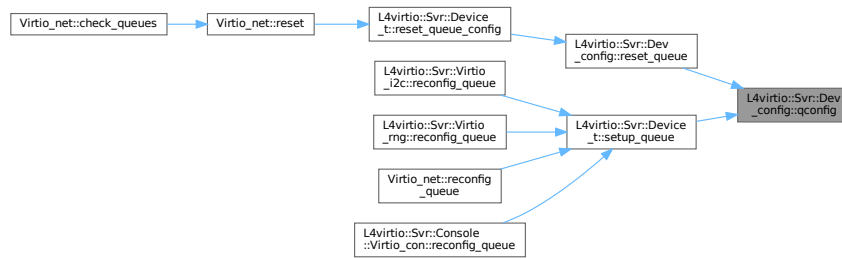 Virtio_net::check_queues
Virtio_net::reset
L4virtio::Svr::Device
_t::reset_queue_config
L4virtio::Svr::Dev
_config::reset_queue
L4virtio::Svr::Virtio
_i2c::reconfig_queue
L4virtio::Svr::Dev
_config::qconfig
L4virtio::Svr::Virtio
_rng::reconfig_queue
L4virtio::Svr::Device
_t::setup_queue
Virtio_net::reconfig
_queue
L4virtio::Svr::Console
::Virtio_con::reconfig_queue